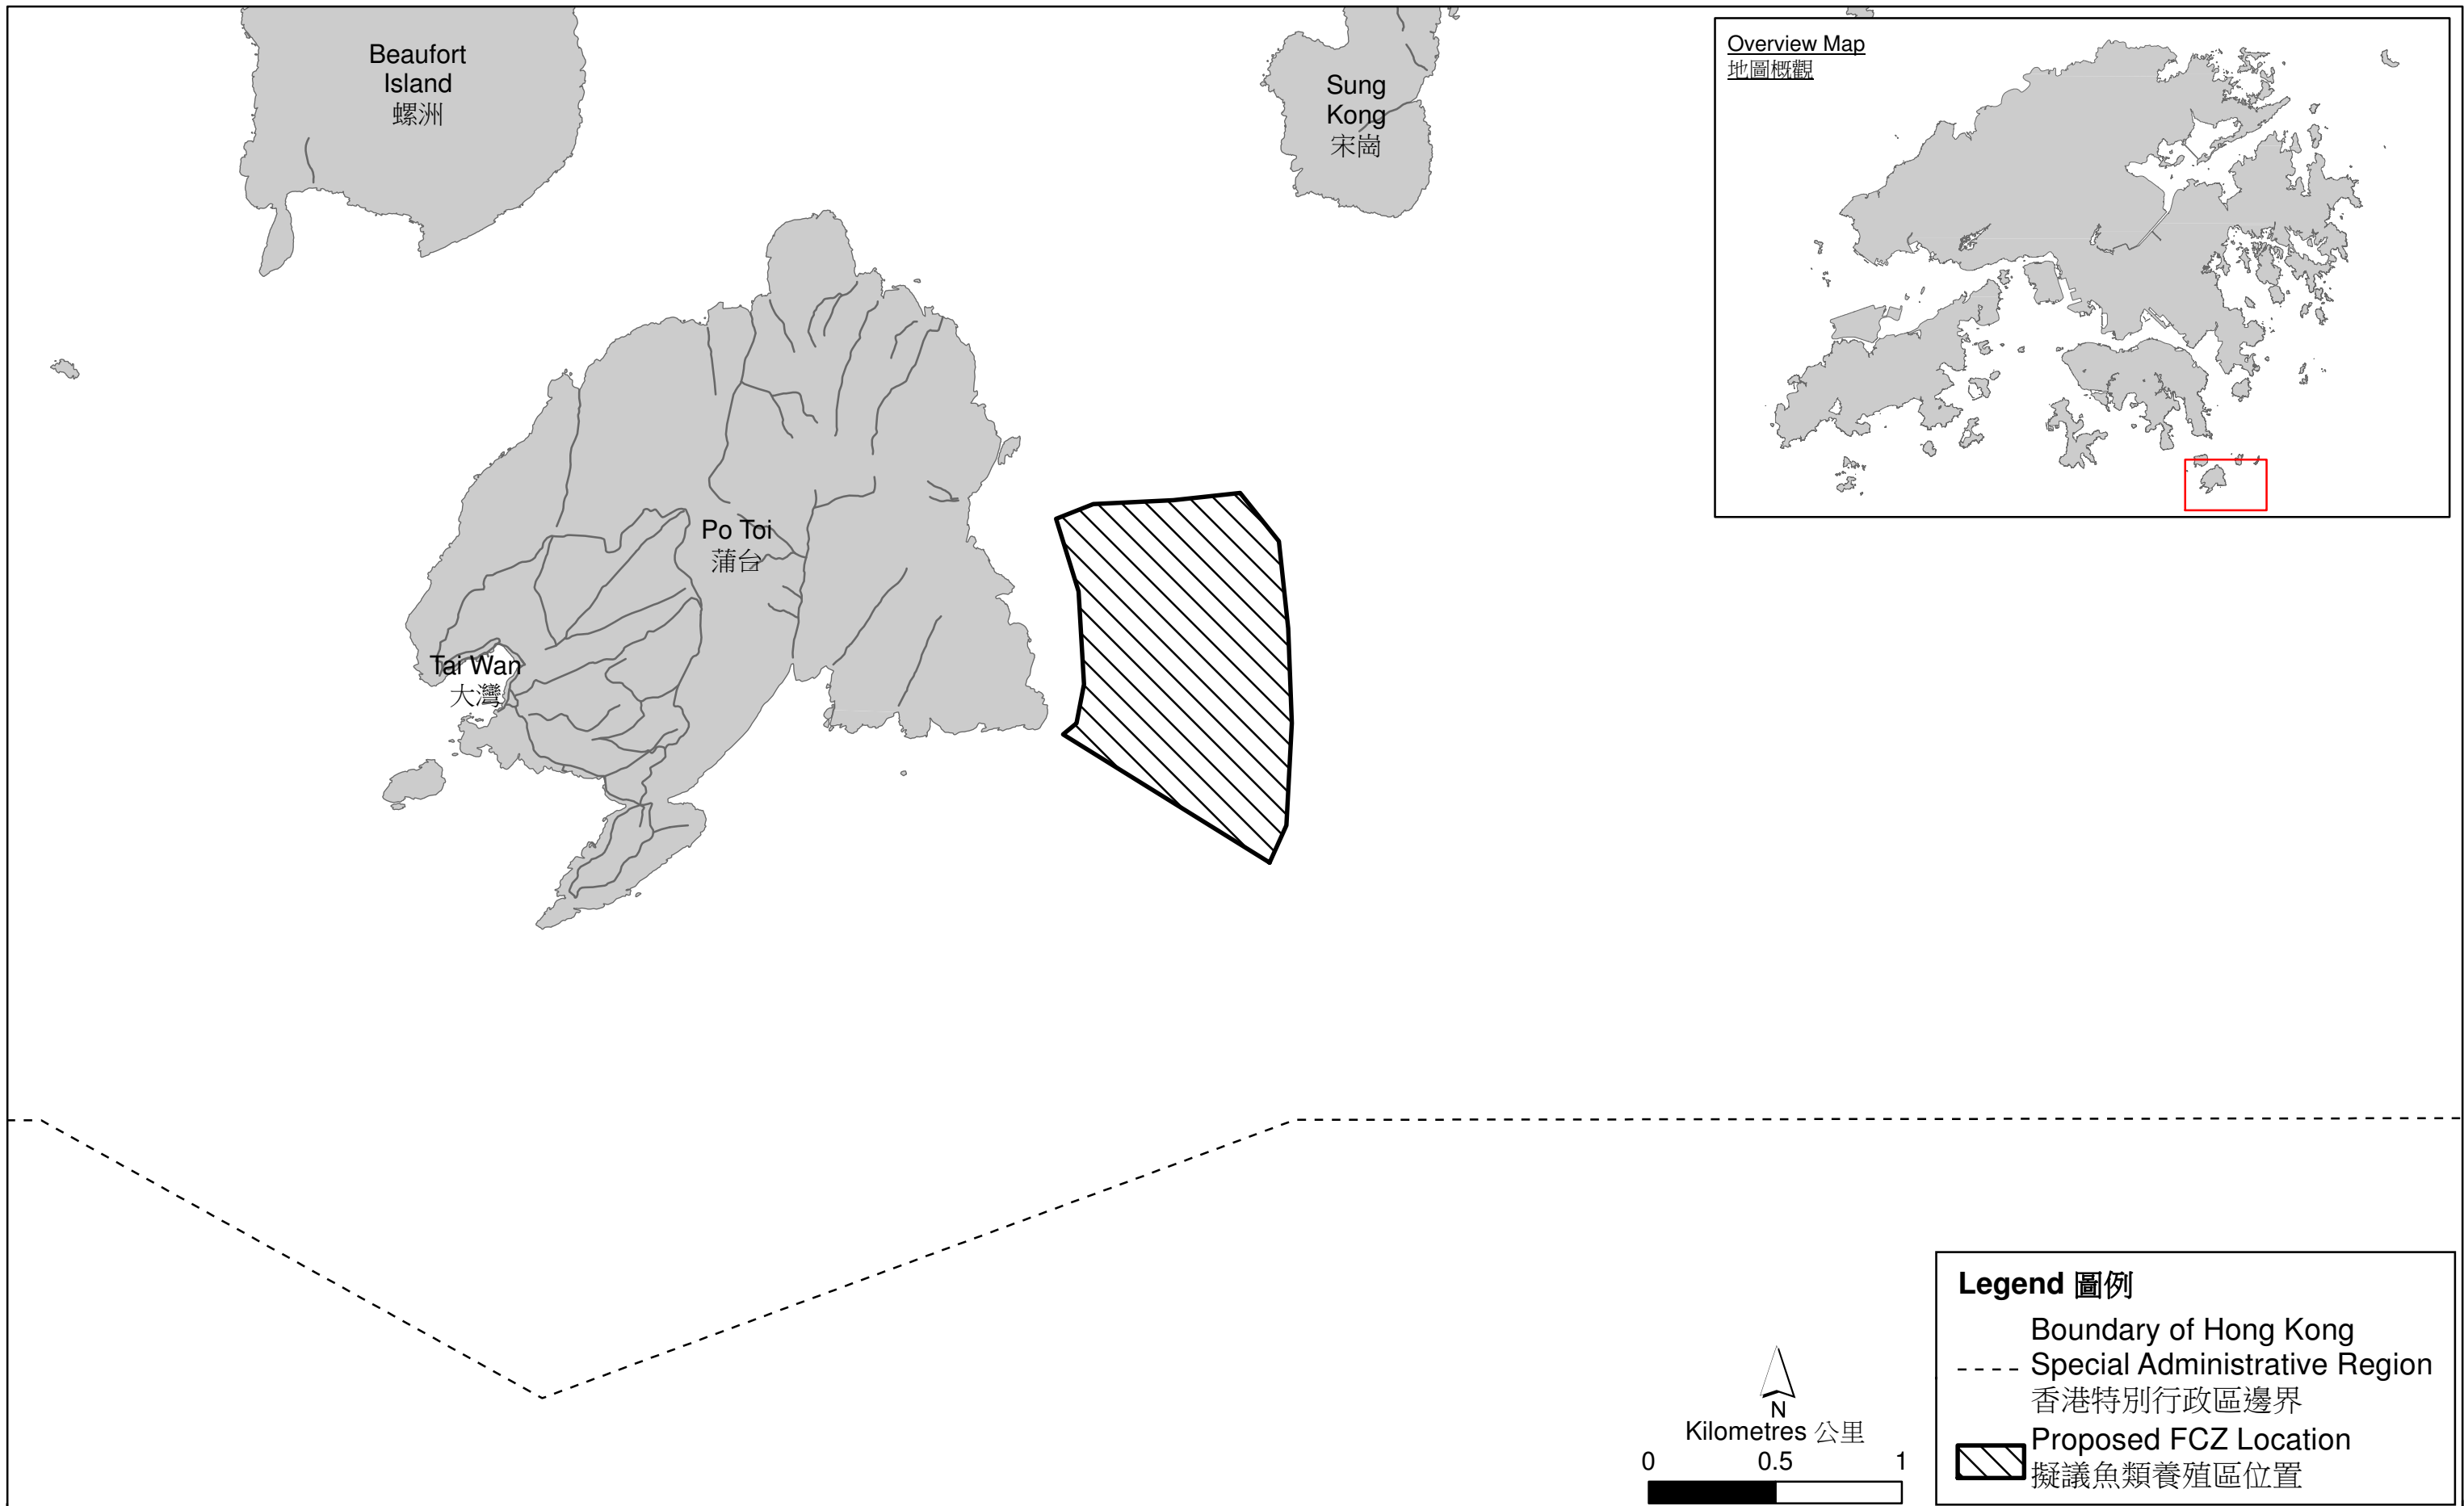 Beaufort
Island
螺洲
Sung
Kong
宋崗
Overview Map
地圖概觀
Po Toi
蒲台
Tai Wan
大灣
N
Kilometres 公里
0 0.5 1
Legend 圖例
Boundary of Hong Kong
Special Administrative Region
香港特別行政區邊界
Proposed FCZ Location
擬議魚類養殖區位置